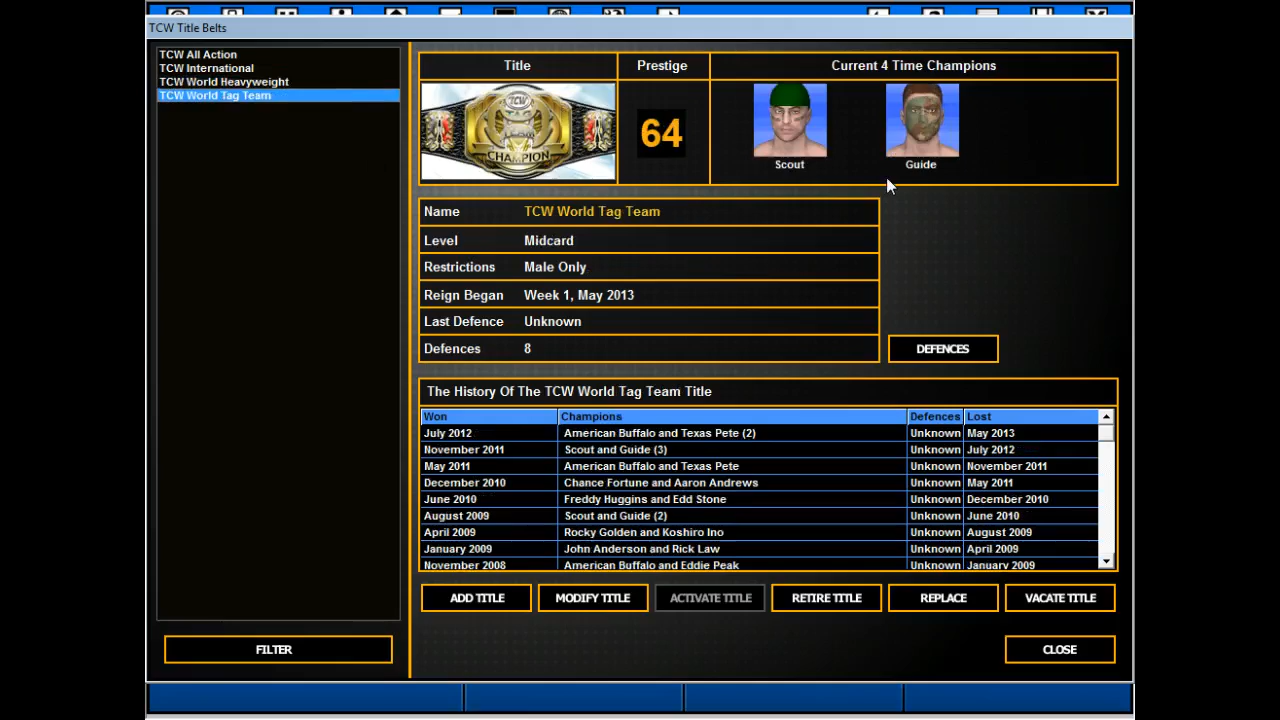 TCW Title Belts
TCW All Action
TCW International
TCW World Heavyweight
TCW World Tag Team
FILTER
Title Prestige Current 4 Time Champions
TCW
CHAMPION
64
Scout Guide
Name TCW World Tag Team
Level Midcard
Restrictions Male Only
Reign Began Week 1, May 2013
Last Defence Unknown
Defences 8
DEFENCES
The History Of The TCW World Tag Team Title
Won Champions Defences Lost
July 2012 American Buffalo and Texas Pete (2) Unknown May 2013
November 2011 Scout and Guide (3) Unknown July 2012
May 2011 American Buffalo and Texas Pete Unknown November 2011
December 2010 Chance Fortune and Aaron Andrews Unknown May 2011
June 2010 Freddy Huggins and Edd Stone Unknown December 2010
August 2009 Scout and Guide (2) Unknown June 2010
April 2009 Rocky Golden and Koshiro Ino Unknown August 2009
January 2009 John Anderson and Rick Law Unknown April 2009
November 2008 American Buffalo and Eddie Peak Unknown January 2009
ADD TITLE MODIFY TITLE ACTIVATE TITLE RETIRE TITLE REPLACE VACATE TITLE
CLOSE